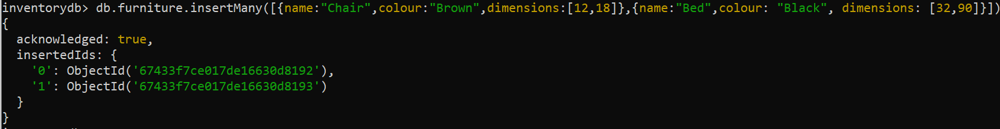 inventorydb> db.furniture.insertMany([{name:"Chair",colour:"Brown",dimensions:[12,18]},{name:"Bed",colour: "Black", dimensions: [32,90]}])
{
  acknowledged: true,
  insertedIds: {
    '0': ObjectId('67433f7ce017de16630d8192'),
    '1': ObjectId('67433f7ce017de16630d8193')
  }
}